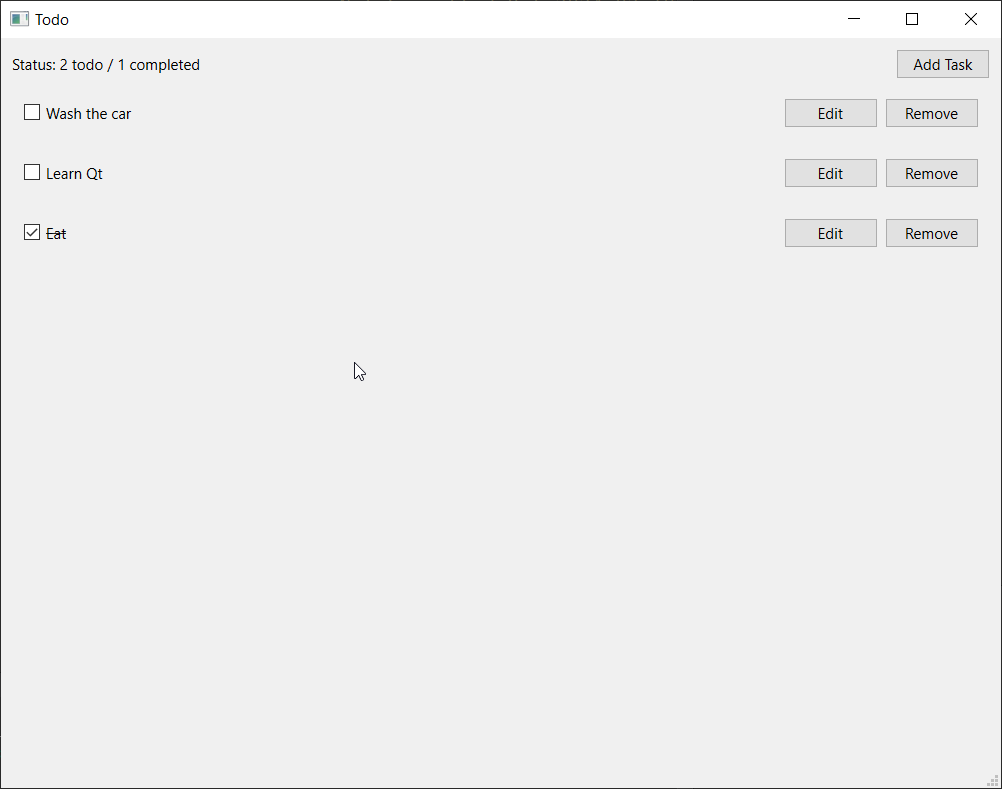 Todo
Status: 2 todo / 1 completed Add Task
Wash the car Edit Remove
Learn Qt Edit Remove
Eat Edit Remove